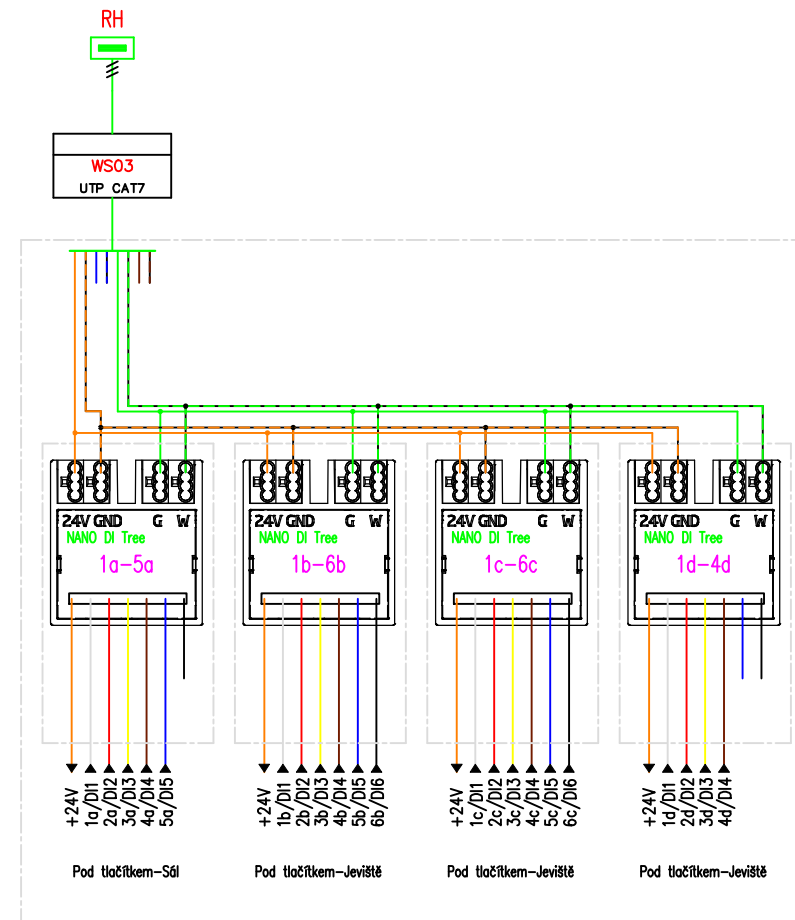 RH
WS03
UTP CAT7
24V GND G W
NANO DI Tree
1a-5a
24V GND G W
NANO DI Tree
1b-6b
24V GND G W
NANO DI Tree
1c-6c
24V GND G W
NANO DI Tree
1d-4d
+24V
1a/DI1
2a/DI2
3a/DI3
4a/DI4
5a/DI5
+24V
1b/DI1
2b/DI2
3b/DI3
4b/DI4
5b/DI5
6b/DI6
+24V
1c/DI1
2c/DI2
3c/DI3
4c/DI4
5c/DI5
6c/DI6
+24V
1d/DI1
2d/DI2
3d/DI3
4d/DI4
Pod tlačítkem-Sál
Pod tlačítkem-Jeviště
Pod tlačítkem-Jeviště
Pod tlačítkem-Jeviště